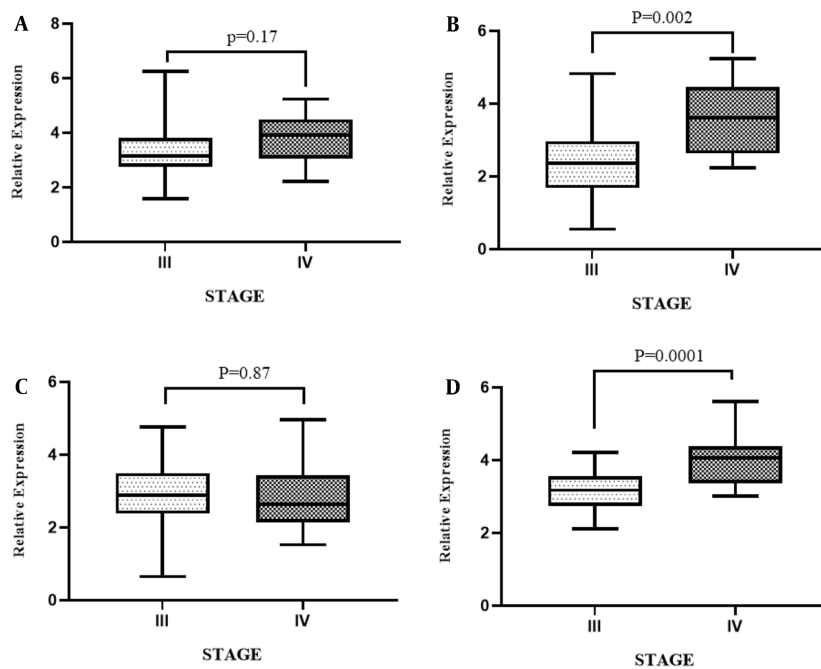 A
p=0.17
8
6
4
2
0
Relative Expression
III
IV
STAGE
B
P=0.002
6
4
2
0
Relative Expression
III
IV
STAGE
C
P=0.87
6
4
2
0
Relative Expression
III
IV
STAGE
D
P=0.0001
6
4
2
0
Relative Expression
III
IV
STAGE